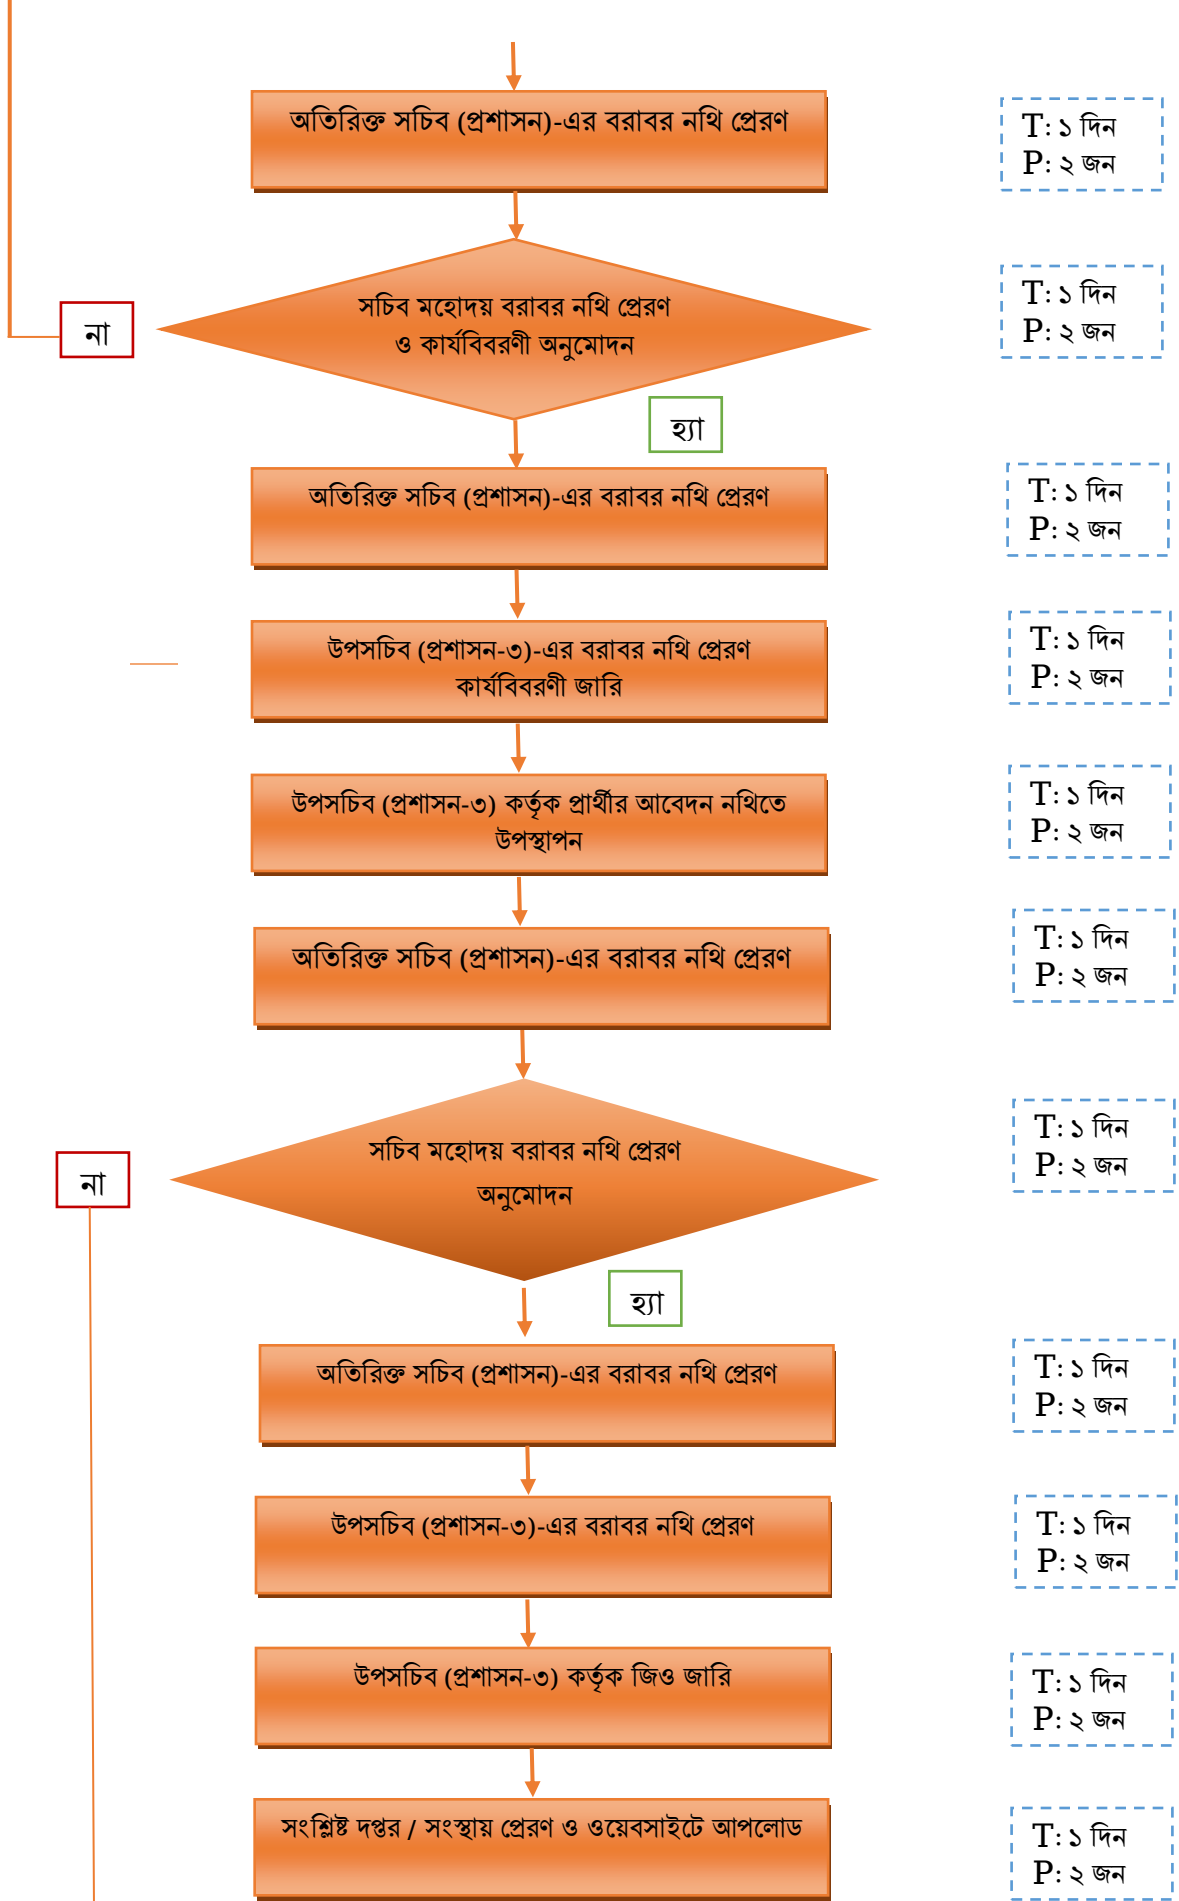 অতিরিক্ত সচিব (প্রশাসন)-এর বরাবর নথি প্রেরণ
T: ১ দিন
P: ২ জন
সচিব মহোদয় বরাবর নথি প্রেরণ
ও কার্যবিবরণী অনুমোদন
না
T: ১ দিন
P: ২ জন
হ্যা
অতিরিক্ত সচিব (প্রশাসন)-এর বরাবর নথি প্রেরণ
T: ১ দিন
P: ২ জন
উপসচিব (প্রশাসন-৩)-এর বরাবর নথি প্রেরণ
কার্যবিবরণী জারি
T: ১ দিন
P: ২ জন
উপসচিব (প্রশাসন-৩) কর্তৃক প্রার্থীর আবেদন নথিতে
উপস্থাপন
T: ১ দিন
P: ২ জন
অতিরিক্ত সচিব (প্রশাসন)-এর বরাবর নথি প্রেরণ
T: ১ দিন
P: ২ জন
সচিব মহোদয় বরাবর নথি প্রেরণ
অনুমোদন
না
T: ১ দিন
P: ২ জন
হ্যা
অতিরিক্ত সচিব (প্রশাসন)-এর বরাবর নথি প্রেরণ
T: ১ দিন
P: ২ জন
উপসচিব (প্রশাসন-৩)-এর বরাবর নথি প্রেরণ
T: ১ দিন
P: ২ জন
উপসচিব (প্রশাসন-৩) কর্তৃক জিও জারি
T: ১ দিন
P: ২ জন
সংশ্লিষ্ট দপ্তর / সংস্থায় প্রেরণ ও ওয়েবসাইটে আপলোড
T: ১ দিন
P: ২ জন